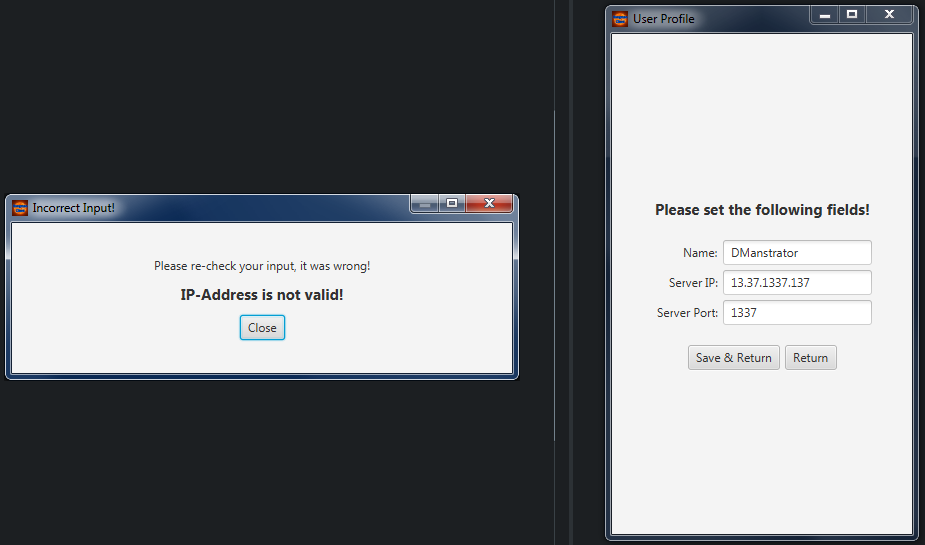 Incorrect Input!
Please re-check your input, it was wrong!
IP-Address is not valid!
Close
User Profile
Please set the following fields!
Name: DManstrator
Server IP: 13.37.1337.137
Server Port: 1337
Save & Return Return